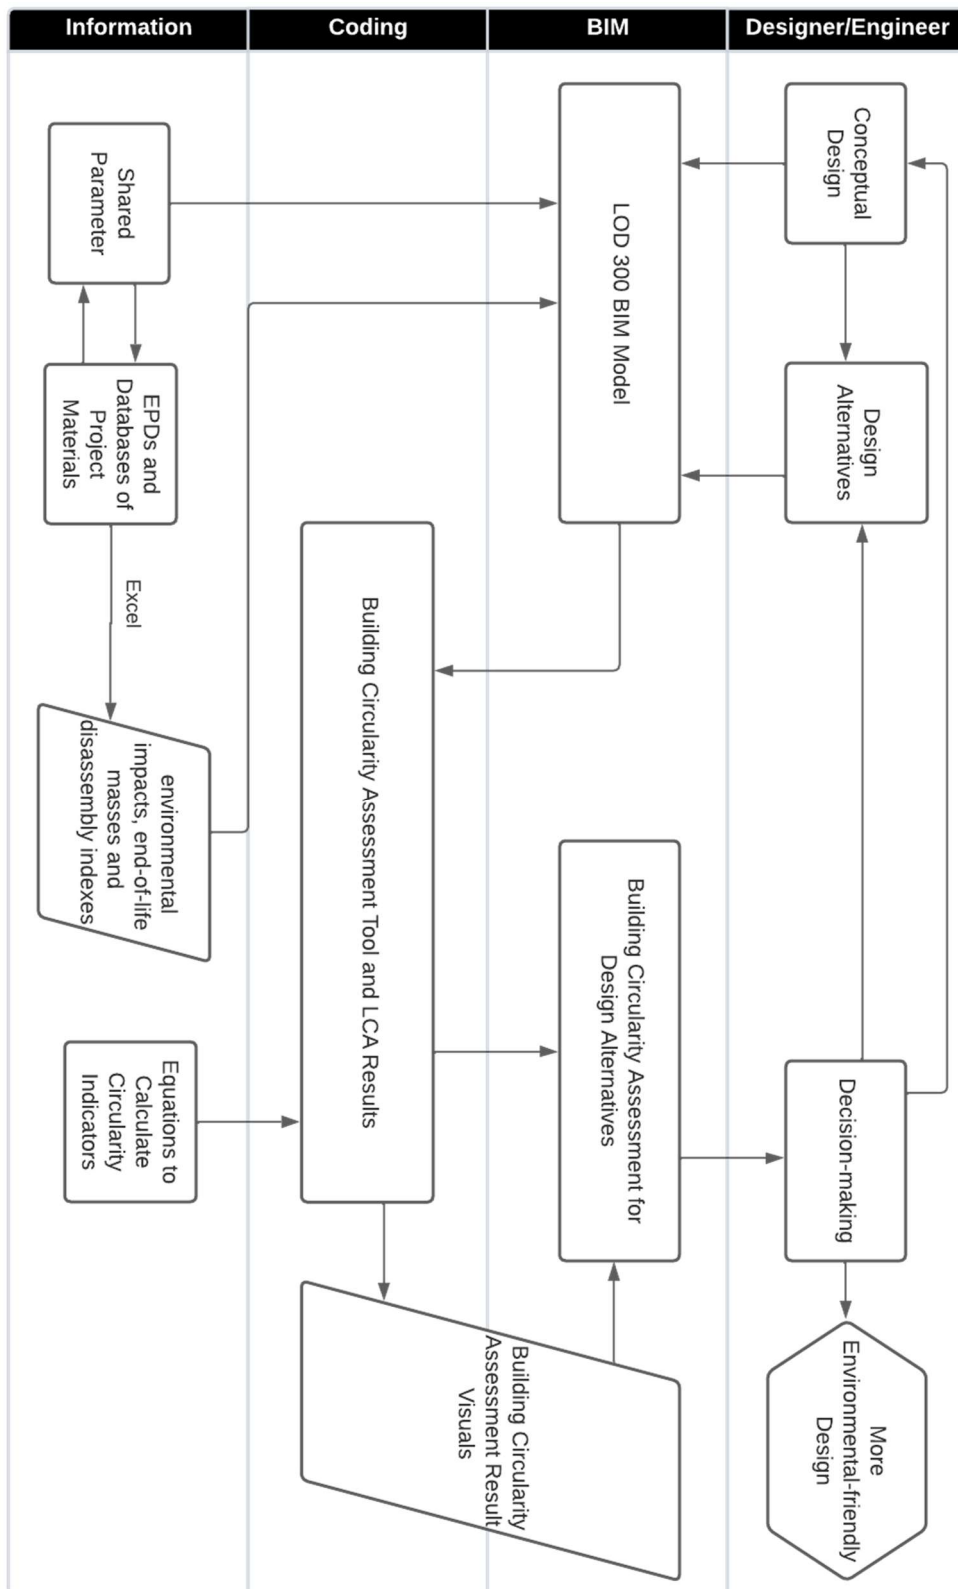 Information
Coding
BIM
Designer/Engineer
Shared
Parameter
EPDs and
Databases of
Project
Materials
Excel
environmental
impacts, end-of-life
masses and
disassembly indexes
Equations to
Calculate
Circularity
Indicators
Building Circularity Assessment Tool and LCA Results
Building Circularity
Assessment Result
Visuals
LOD 300 BIM Model
Building Circularity Assessment for
Design Alternatives
Conceptual
Design
Design
Alternatives
Decision-making
More
Environmental-friendly
Design